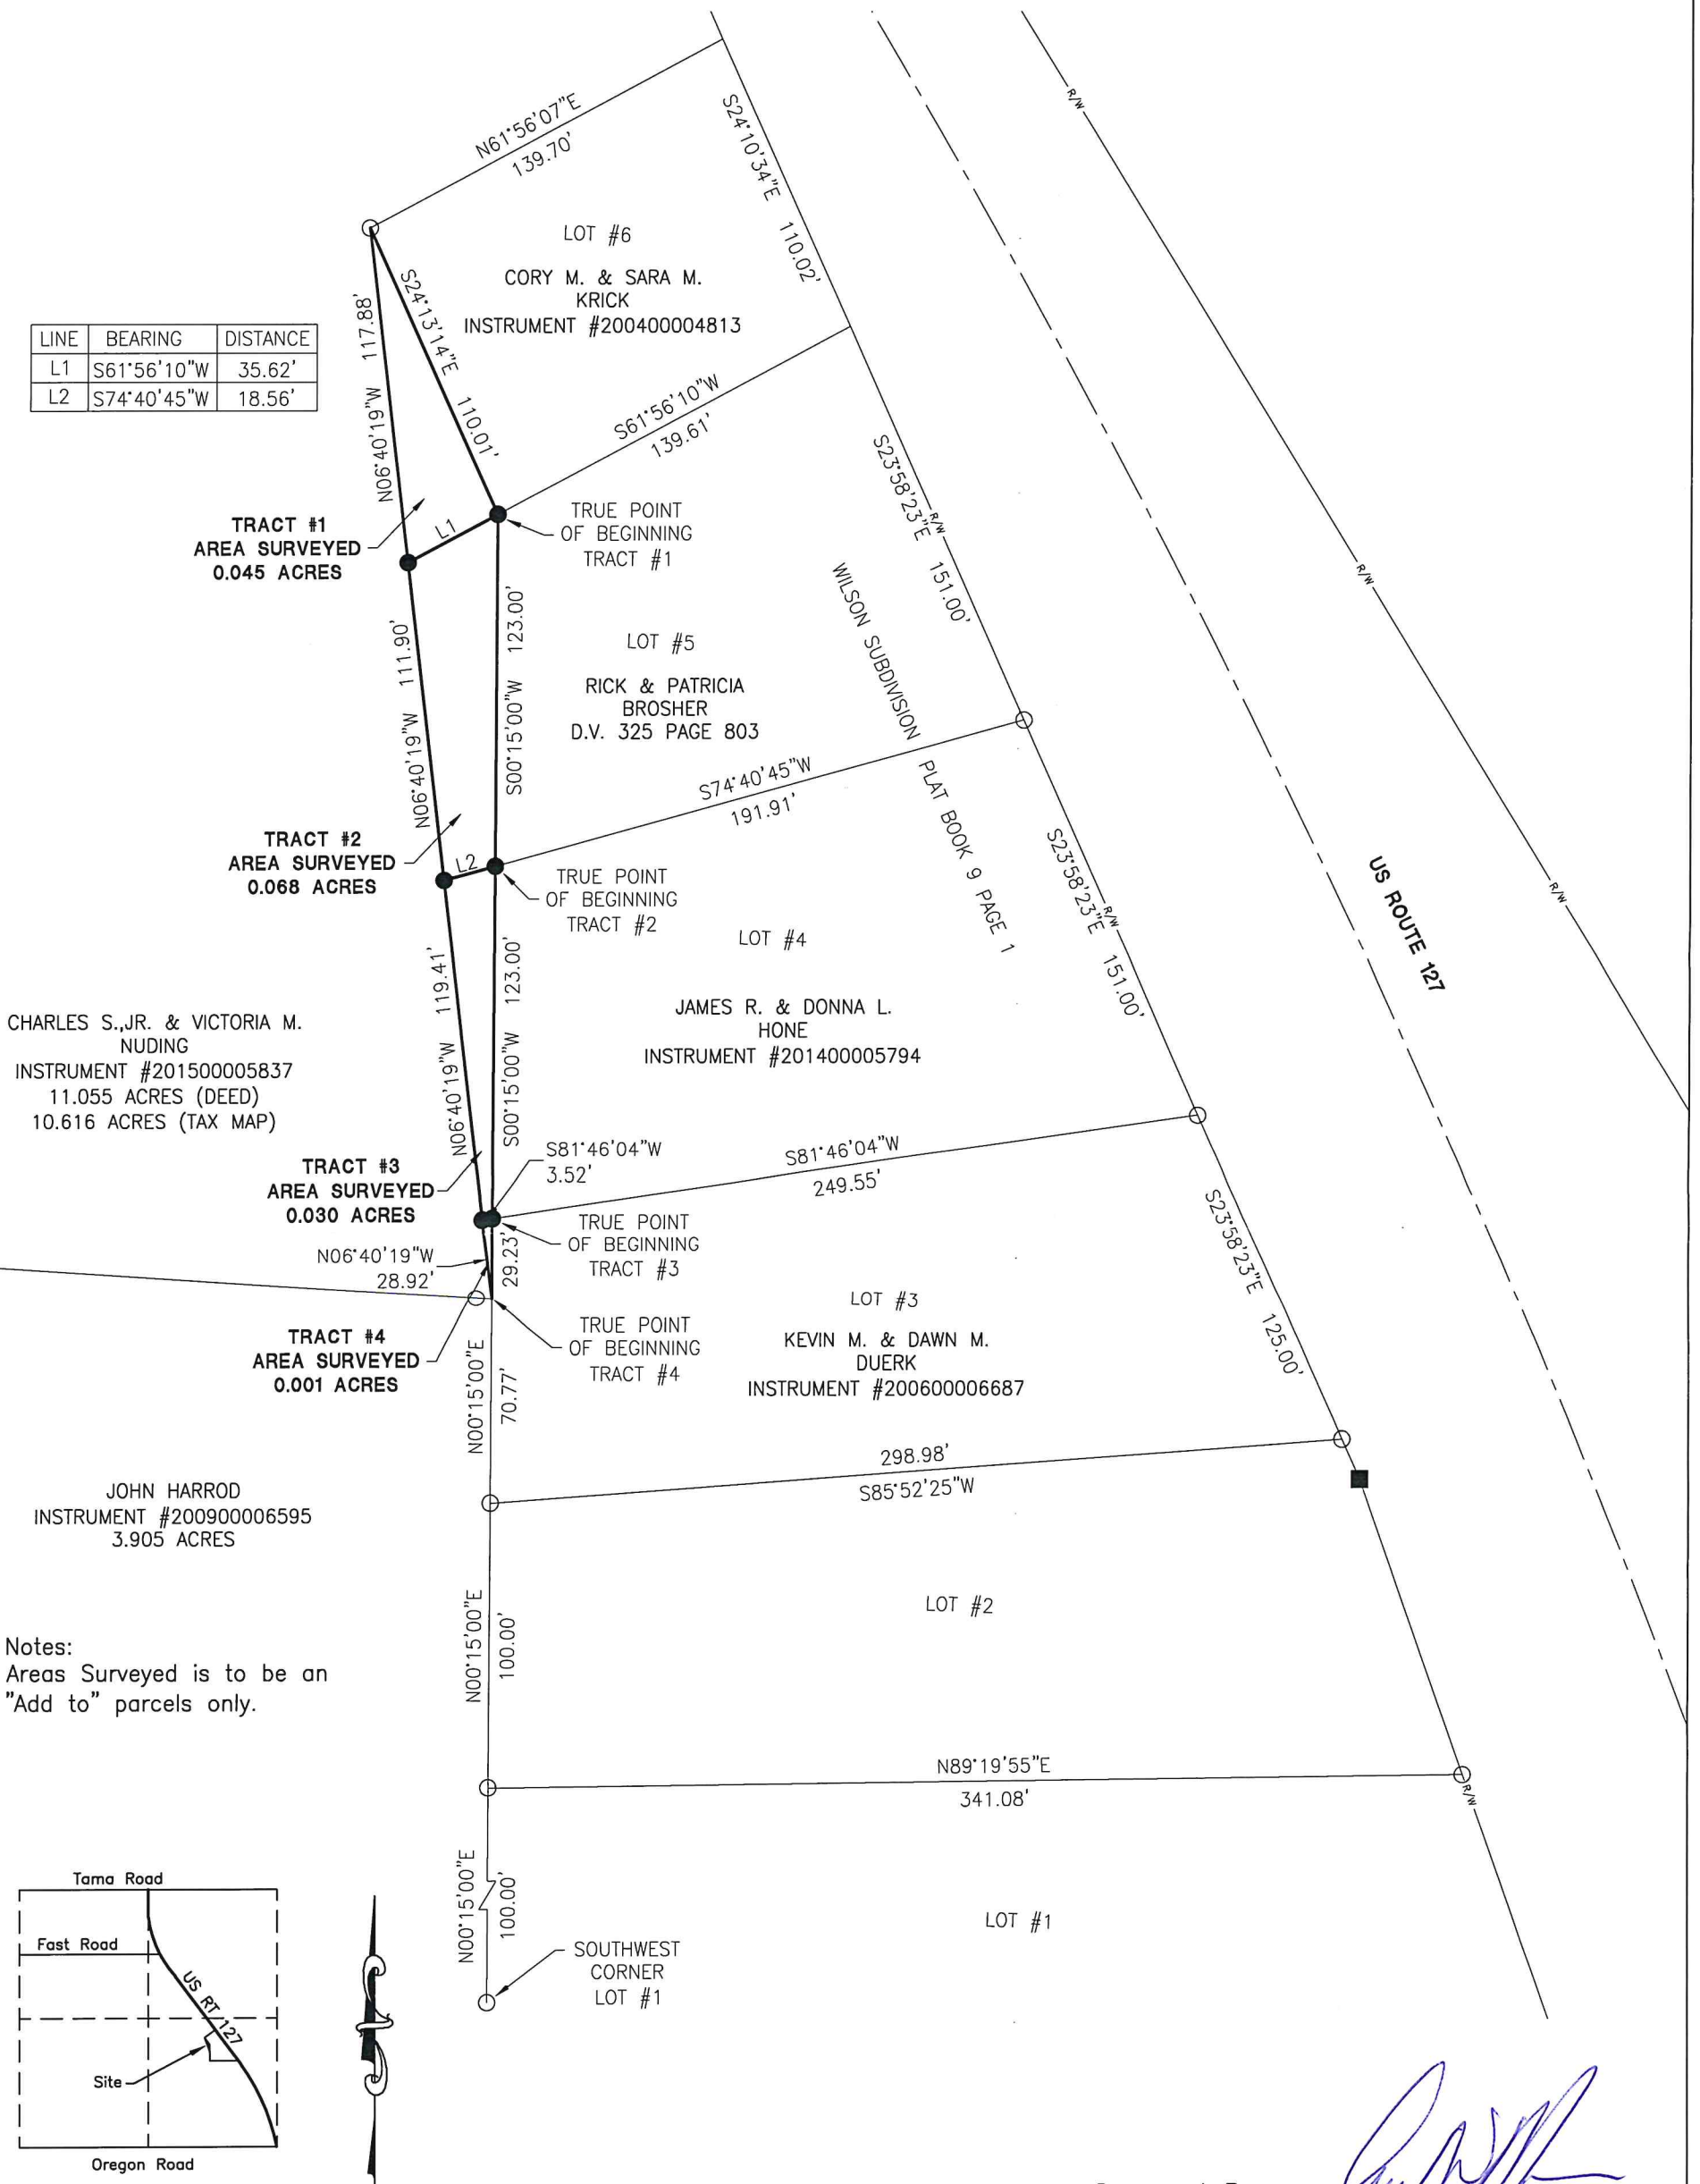 N61°56'07"E
139.70'
S24°10'34"E 110.02'
R/W
LOT #6
CORY M. & SARA M.
KRICK
INSTRUMENT #200400004813
LINE BEARING DISTANCE
L1 S61°56'10"W 35.62'
L2 S74°40'45"W 18.56'
N06°40'19"W 117.88'
S24°13'14"E 110.01'
S61°56'10"W
139.61'
S23°58'23"E 151.00'
R/W
R/W
TRACT #1
AREA SURVEYED
0.045 ACRES
L1
TRUE POINT
OF BEGINNING
TRACT #1
WILSON SUBDIVISION PLAT BOOK 9 PAGE 1
N06°40'19"W 111.90'
S00°15'00"W 123.00'
LOT #5
RICK & PATRICIA
BROSHER
D.V. 325 PAGE 803
S74°40'45"W
191.91'
TRACT #2
AREA SURVEYED
0.068 ACRES
L2
TRUE POINT
OF BEGINNING
TRACT #2
S23°58'23"E 151.00'
R/W
US ROUTE 127
R/W
N06°40'19"W 119.41'
S00°15'00"W 123.00'
LOT #4
JAMES R. & DONNA L.
HONE
INSTRUMENT #201400005794
CHARLES S.,JR. & VICTORIA M.
NUDING
INSTRUMENT #201500005837
11.055 ACRES (DEED)
10.616 ACRES (TAX MAP)
S81°46'04"W
3.52'
S81°46'04"W
249.55'
TRACT #3
AREA SURVEYED
0.030 ACRES
TRUE POINT
OF BEGINNING
TRACT #3
29.23'
N06°40'19"W
28.92'
S23°58'23"E 125.00'
TRACT #4
AREA SURVEYED
0.001 ACRES
TRUE POINT
OF BEGINNING
TRACT #4
LOT #3
KEVIN M. & DAWN M.
DUERK
INSTRUMENT #200600006687
N00°15'00"E
70.77'
298.98'
S85°52'25"W
JOHN HARROD
INSTRUMENT #200900006595
3.905 ACRES
N00°15'00"E
100.00'
LOT #2
Notes:
Areas Surveyed is to be an
"Add to" parcels only.
N89°19'55"E
341.08'
R/W
N00°15'00"E
100.00'
LOT #1
SOUTHWEST
CORNER
LOT #1
Tama Road
Fast Road
US RT 127
Site
Oregon Road